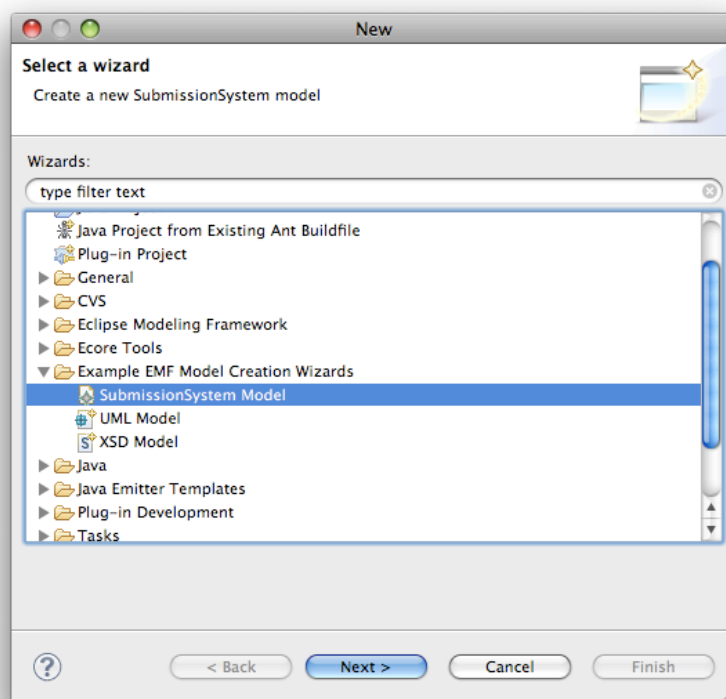 New
Select a wizard
Create a new SubmissionSystem model
Wizards:
type filter text
Java Project from Existing Ant Buildfile
Plug-in Project
General
CVS
Eclipse Modeling Framework
Ecore Tools
Example EMF Model Creation Wizards
SubmissionSystem Model
UML Model
XSD Model
Java
Java Emitter Templates
Plug-in Development
Tasks
? < Back Next > Cancel Finish